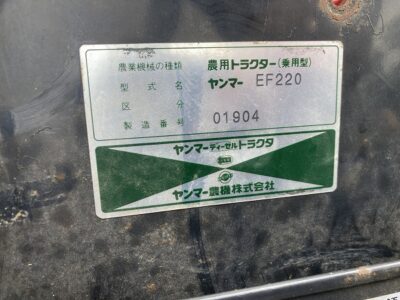 農業機械の種類 農用トラクター(乗用型)
型式名 ヤンマー EF220
区分
製造番号 01904
ヤンマーディーゼルトラクタ
ヤンマー農機株式会社